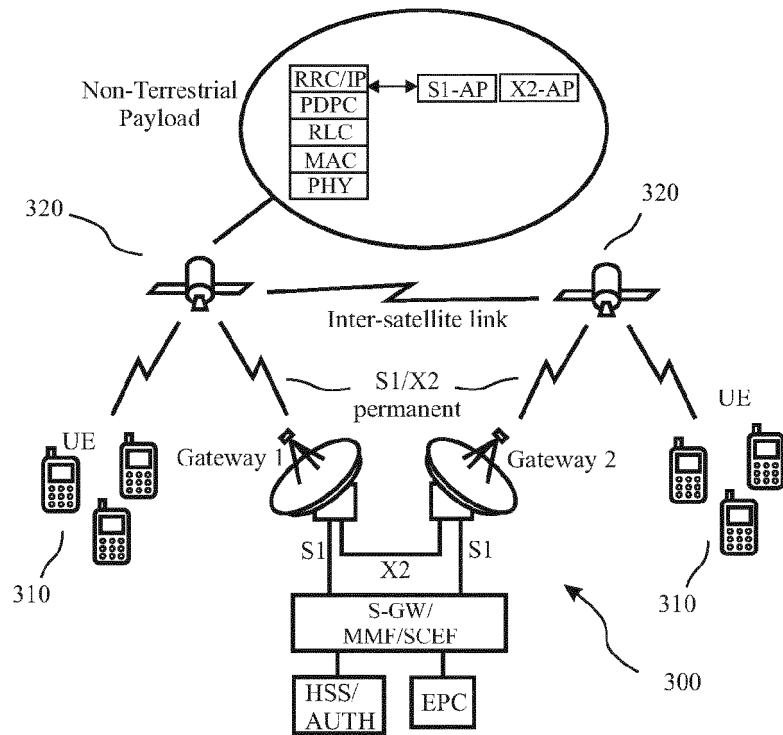 Non-Terrestrial
Payload
RRC/IP
PDPC
RLC
MAC
PHY
S1-AP
X2-AP
320
320
Inter-satellite link
S1/X2
permanent
UE
UE
Gateway 1
Gateway 2
310
310
S1
S1
X2
S-GW/
MMF/SCEF
300
HSS/
AUTH
EPC